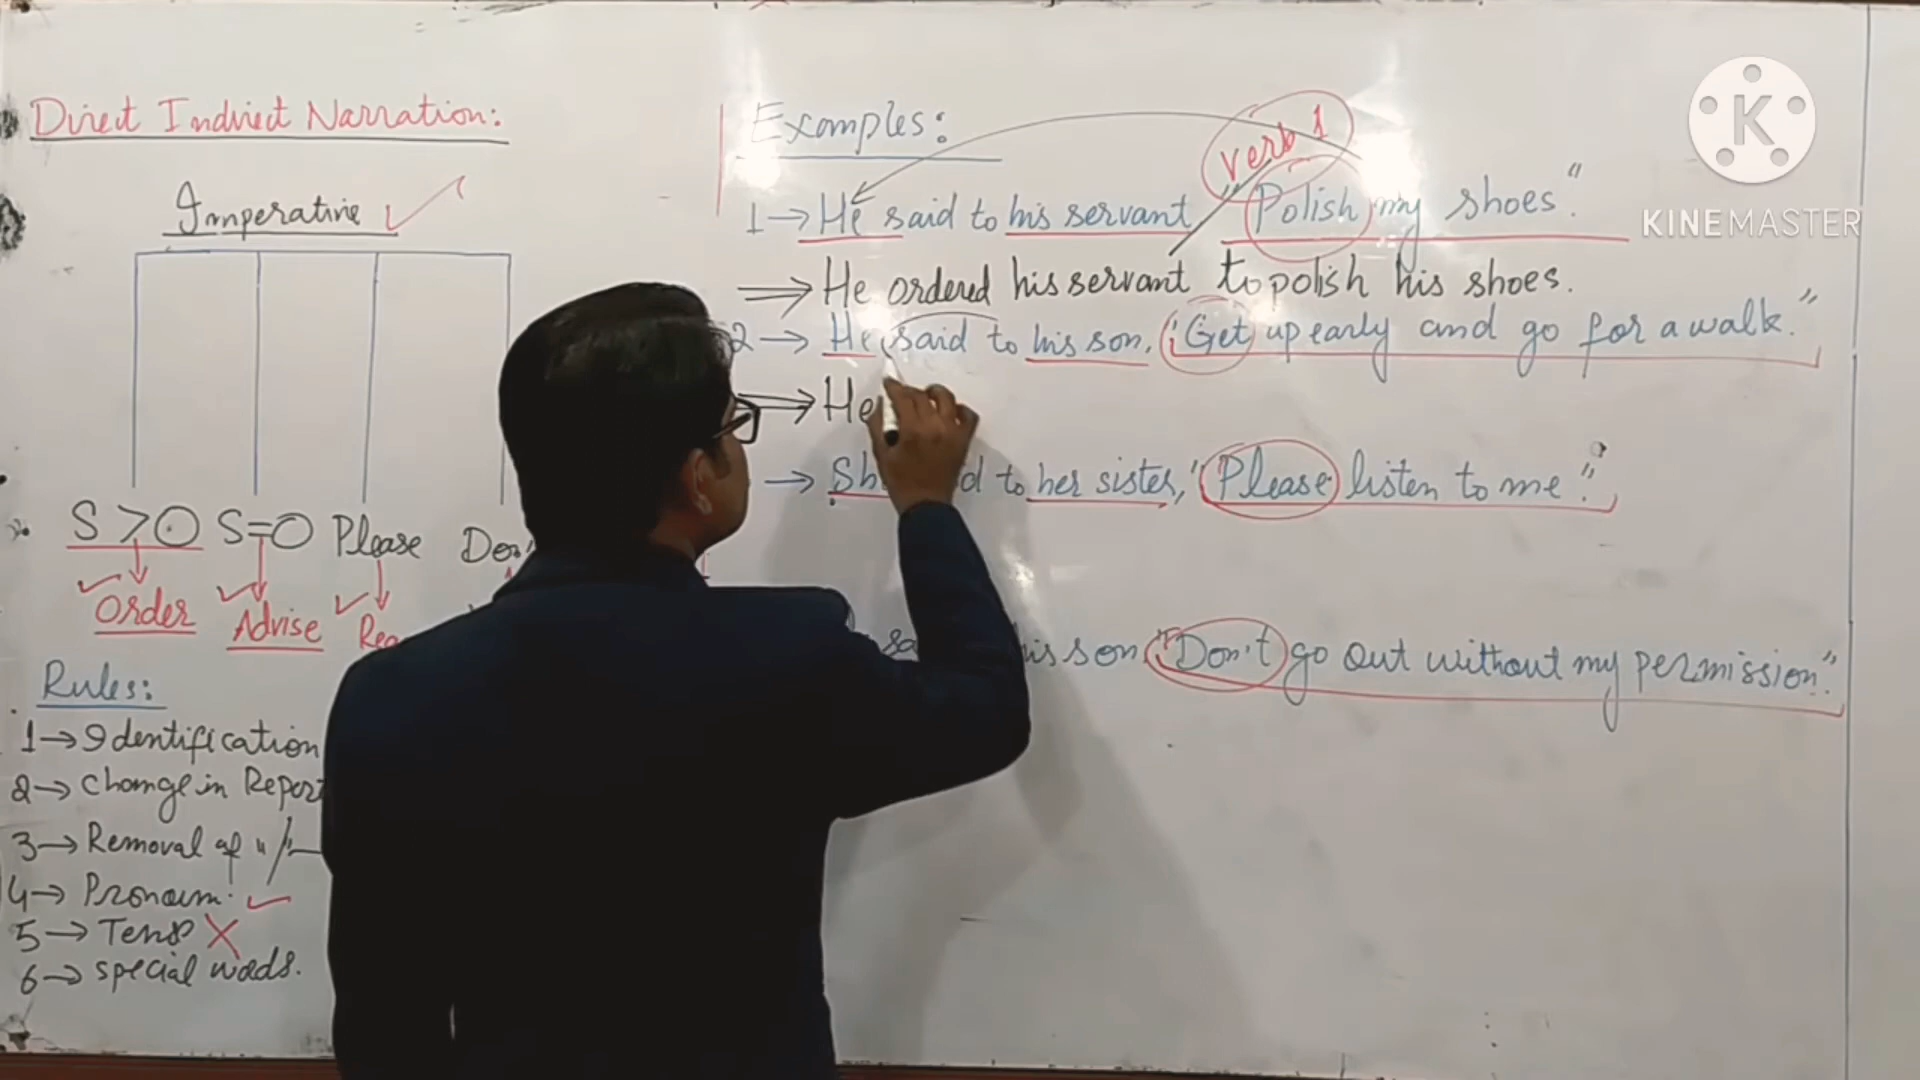 Direct Indirect Narration:
Imperative ✓
S > O S = O Please Don't
Order Advise
Rules:
1→ Identification
2→ Change in Report
3→ Removal of " / "
4→ Pronoun. ✓
5→ Tense X
6→ Special words.
Examples:
verb 1
1→ He said to his servant "Polish my shoes".
⇒ He ordered his servant to polish his shoes.
2→ He said to his son, "Get up early and go for a walk."
⇒ He
→ to her sister, "Please listen to me".
his son "Don't go out without my permission".
K
KINEMASTER